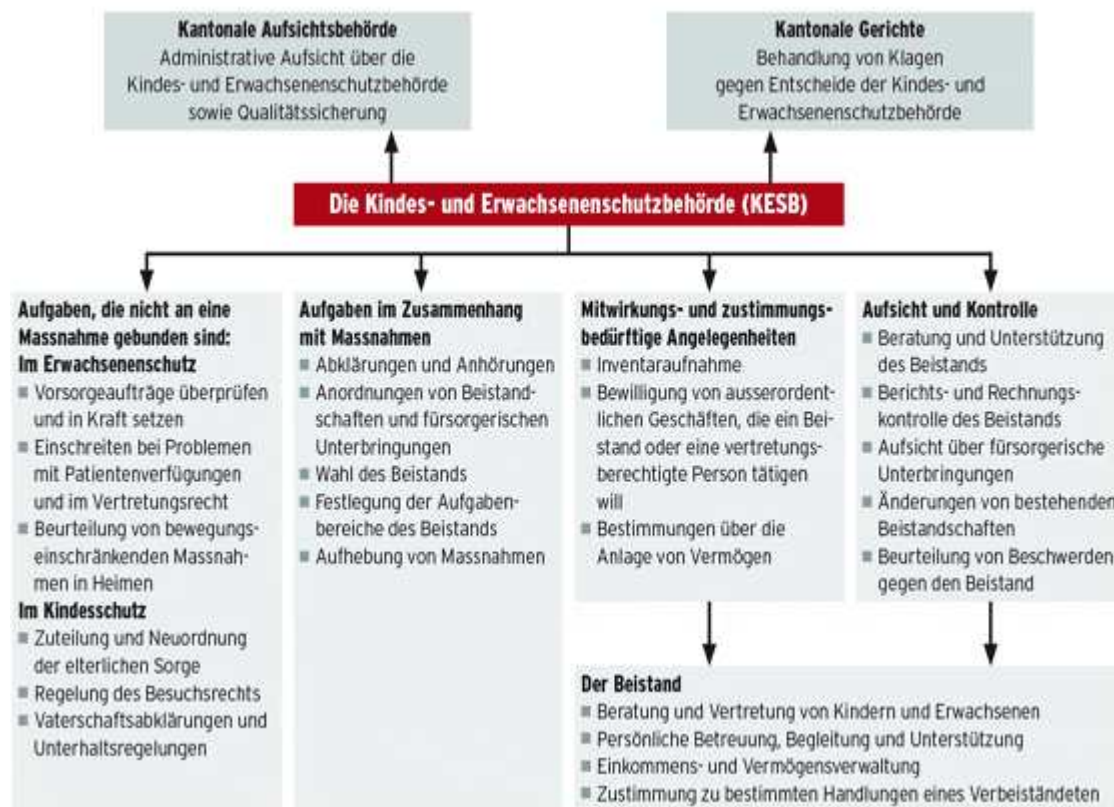 Kantonale Aufsichtsbehörde
Administrative Aufsicht über die
Kindes- und Erwachsenenschutzbehörde
sowie Qualitätssicherung
Kantonale Gerichte
Behandlung von Klagen
gegen Entscheide der Kindes- und
Erwachsenenschutzbehörde
Die Kindes- und Erwachsenenschutzbehörde (KESB)
Aufgaben, die nicht an eine
Massnahme gebunden sind:
Im Erwachsenenschutz
■ Vorsorgeaufträge überprüfen
und in Kraft setzen
■ Einschreiten bei Problemen
mit Patientenverfügungen
und im Vertretungsrecht
■ Beurteilung von bewegungs-
einschränkenden Massnah-
men in Heimen
Im Kindesschutz
■ Zuteilung und Neuordnung
der elterlichen Sorge
■ Regelung des Besuchsrechts
■ Vaterschaftsabklärungen und
Unterhaltsregelungen
Aufgaben im Zusammenhang
mit Massnahmen
■ Abklärungen und Anhörungen
■ Anordnungen von Beistand-
schaften und fürsorgerischen
Unterbringungen
■ Wahl des Beistands
■ Festlegung der Aufgaben-
bereiche des Beistands
■ Aufhebung von Massnahmen
Mitwirkungs- und zustimmungs-
bedürftige Angelegenheiten
■ Inventaraufnahme
■ Bewilligung von ausserordent-
lichen Geschäften, die ein Bei-
stand oder eine vertretungs-
berechtigte Person tätigen
will
■ Bestimmungen über die
Anlage von Vermögen
Aufsicht und Kontrolle
■ Beratung und Unterstützung
des Beistands
■ Berichts- und Rechnungs-
kontrolle des Beistands
■ Aufsicht über fürsorgerische
Unterbringungen
■ Änderungen von bestehenden
Beistandschaften
■ Beurteilung von Beschwerden
gegen den Beistand
Der Beistand
■ Beratung und Vertretung von Kindern und Erwachsenen
■ Persönliche Betreuung, Begleitung und Unterstützung
■ Einkommens- und Vermögensverwaltung
■ Zustimmung zu bestimmten Handlungen eines Verbeiständeten